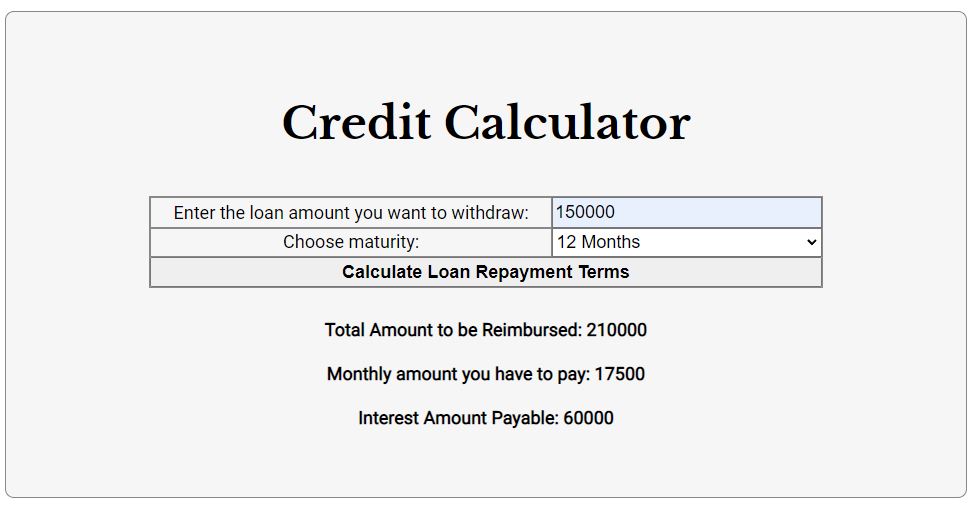 Credit Calculator
Enter the loan amount you want to withdraw: 150000
Choose maturity: 12 Months
Calculate Loan Repayment Terms
Total Amount to be Reimbursed: 210000
Monthly amount you have to pay: 17500
Interest Amount Payable: 60000